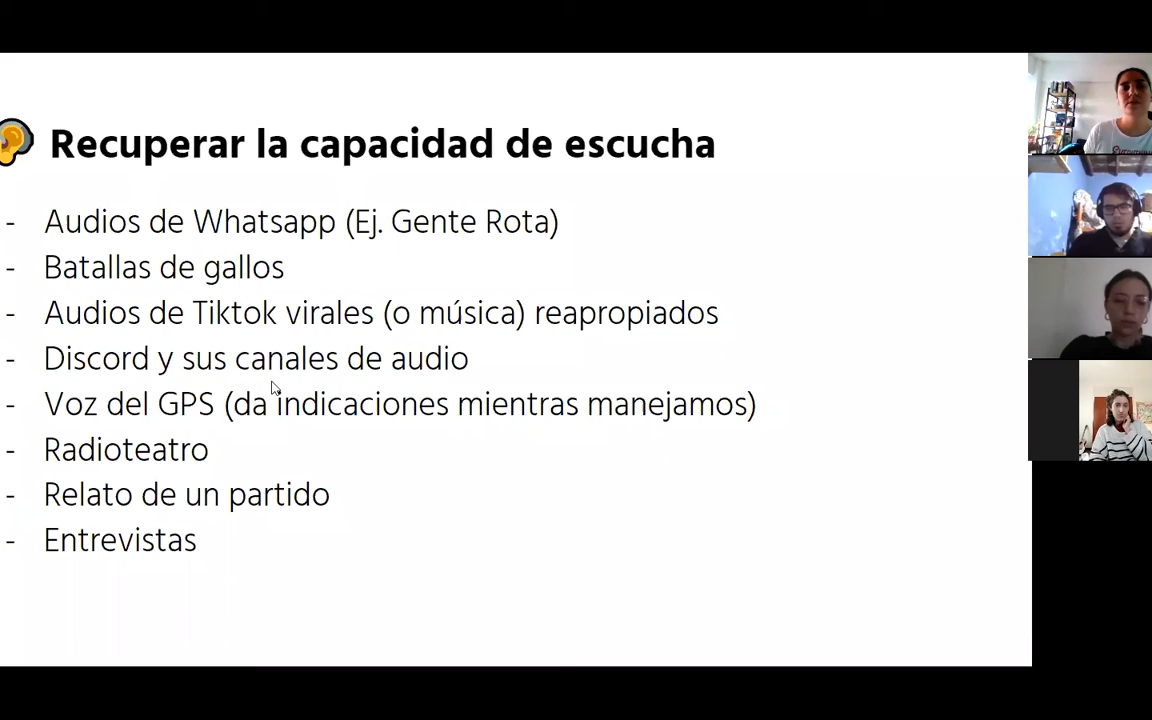 Recuperar la capacidad de escucha
- Audios de Whatsapp (Ej. Gente Rota)
- Batallas de gallos
- Audios de Tiktok virales (o música) reapropiados
- Discord y sus canales de audio
- Voz del GPS (da indicaciones mientras manejamos)
- Radioteatro
- Relato de un partido
- Entrevistas